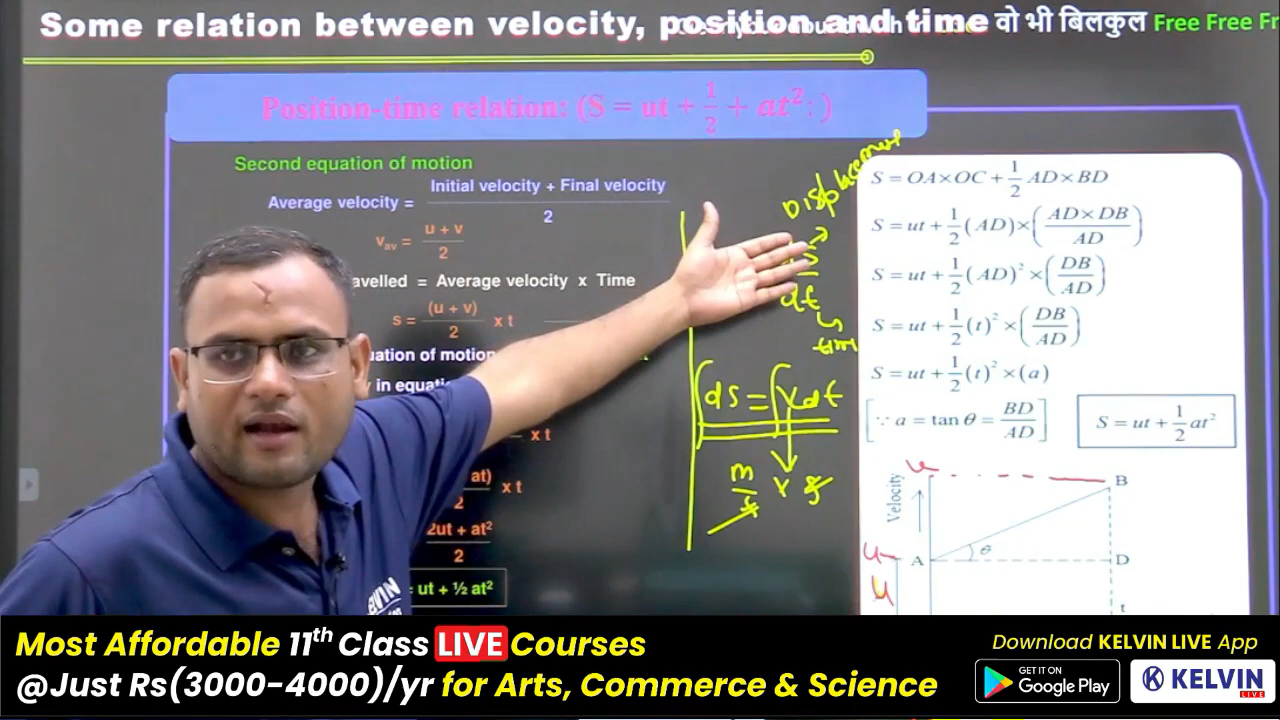 Some relation between velocity, position and time वो भी बिलकुल Free Free Fr
Position-time relation: (S = ut + 1/2 + at²; )
Second equation of motion
Average velocity = Initial velocity + Final velocity / 2
v_av = u + v / 2
avelled = Average velocity x Time
s = (u + v) / 2 x t
uation of motion
y in equati
x t
at) / 2 x t
2ut + at² / 2
= ut + ½ at²
Displacement
dt
time
∫ds = ∫v dt
m/s x s
S = OA×OC + 1/2 AD×BD
S = ut + 1/2 (AD) × (AD×DB / AD)
S = ut + 1/2 (AD)² × (DB / AD)
S = ut + 1/2 (t)² × (DB / AD)
S = ut + 1/2 (t)² × (a)
[∵ a = tan θ = BD / AD]
S = ut + 1/2 at²
Velocity
B
A
θ
D
u
u
t
Most Affordable 11th Class LIVE Courses
@Just Rs(3000-4000)/yr for Arts, Commerce & Science
Download KELVIN LIVE App
GET IT ON
Google Play
KELVIN
LIVE